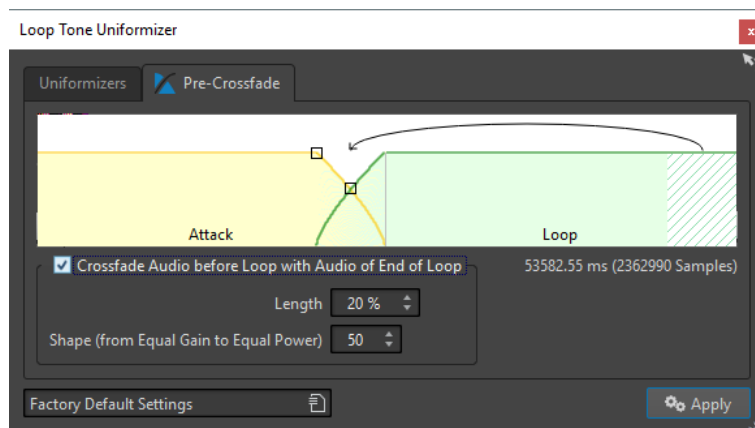 Loop Tone Uniformizer
Uniformizers
Pre-Crossfade
Attack
Loop
Crossfade Audio before Loop with Audio of End of Loop
53582.55 ms (2362990 Samples)
Length 20 %
Shape (from Equal Gain to Equal Power) 50
Factory Default Settings
Apply